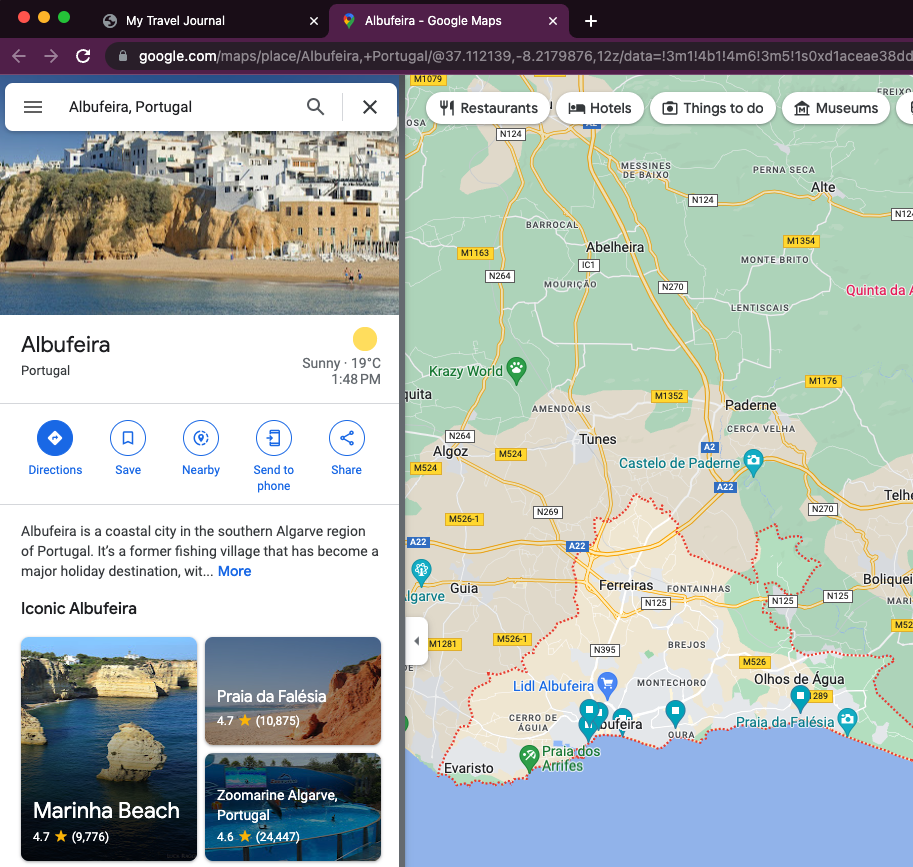 My Travel Journal
Albufeira - Google Maps
google.com/maps/place/Albufeira,+Portugal/@37.112139,-8.2179876,12z/data=!3m1!4b1!4m6!3m5!1s0xd1aceae38dd
Albufeira, Portugal
Restaurants
Hotels
Things to do
Museums
Albufeira
Portugal
Sunny · 19°C
1:48 PM
Directions
Save
Nearby
Send to
phone
Share
Albufeira is a coastal city in the southern Algarve region
of Portugal. It's a former fishing village that has become a
major holiday destination, wit... More
Iconic Albufeira
Marinha Beach
4.7 ★ (9,776)
Praia da Falésia
4.7 ★ (10,875)
Zoomarine Algarve,
Portugal
4.6 ★ (24,447)
M1079
N124
A2
MESSINES
DE BAIXO
PERNA SECA
Alte
N124
BARROCAL
Abelheira
M1354
M1163
IC1
MONTE BRITO
N264
MOURIÇÃO
N270
Quinta da A
LENTISCAIS
Krazy World
M1176
quita
M1352
AMENDOAIS
Paderne
CERCA VELHA
N264
Tunes
A2
Algoz
M524
M524
Castelo de Paderne
A22
Telhe
N269
N270
M526-1
A22
A22
Boliquei
lgarve
Guia
Ferreiras
FONTAINHAS
N125
N125
N125
M1281
M526-1
N395
BREJOS
M526
Olhos de Água
Lidl Albufeira
MONTECHORO
289
CERRO DE
ÁGUIA
bufeira
OURA
Praia da Falésia
Praia dos
Arrifes
Evaristo